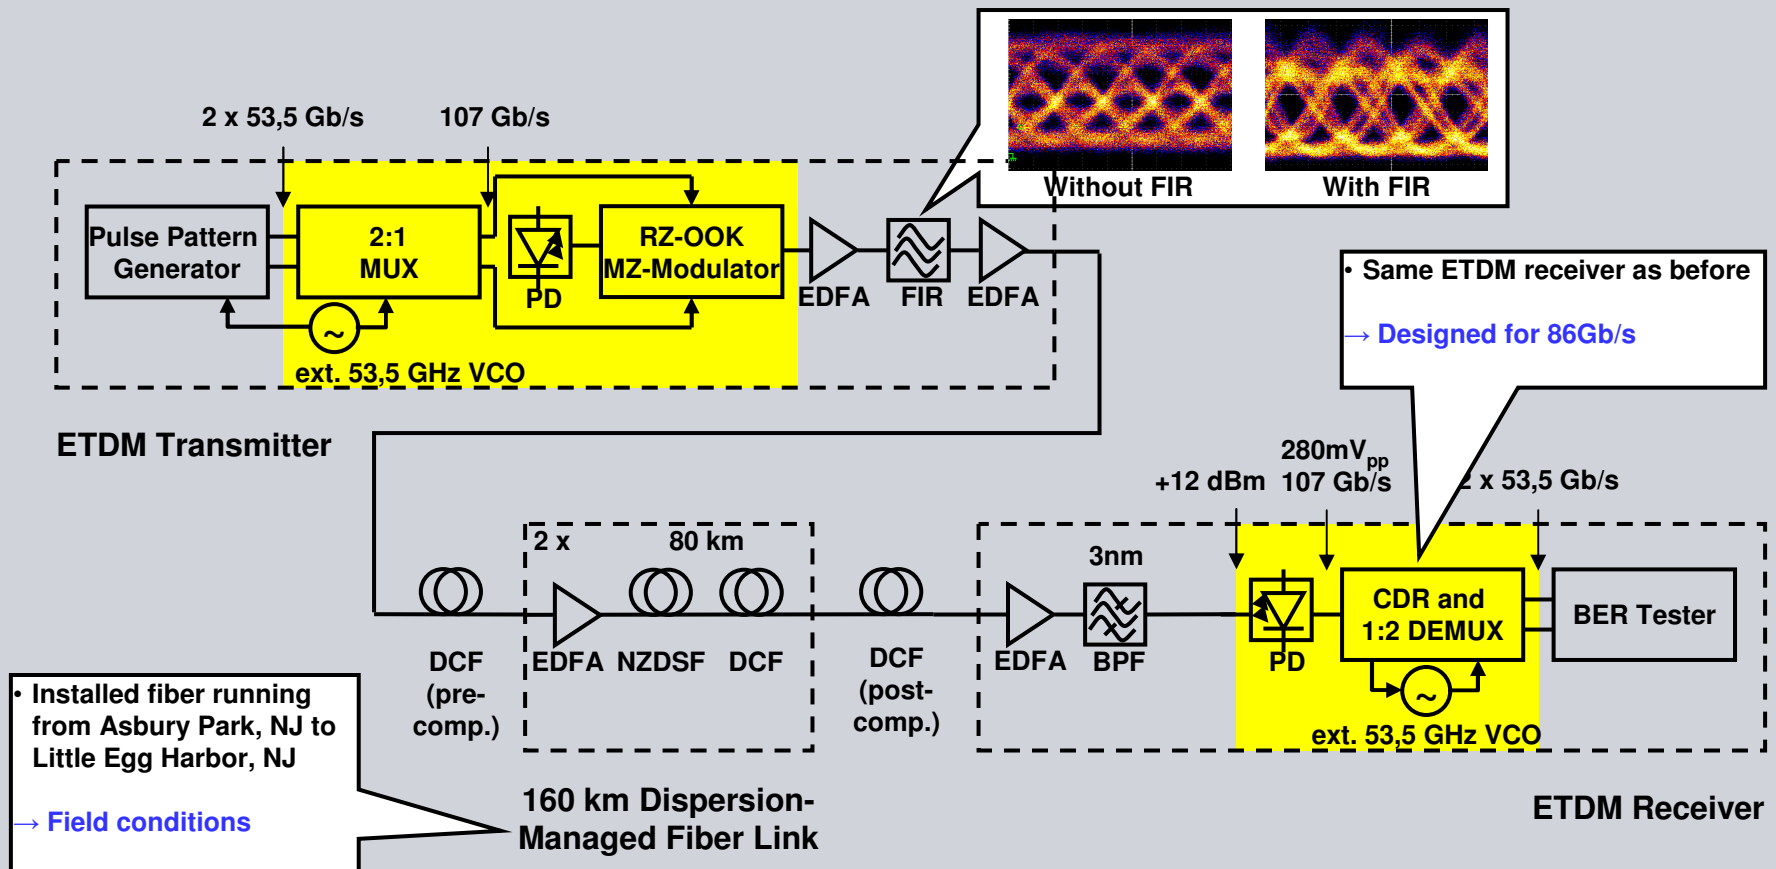 Without FIR
With FIR
2 x 53,5 Gb/s
107 Gb/s
Pulse Pattern
Generator
2:1
MUX
PD
RZ-OOK
MZ-Modulator
EDFA
FIR
EDFA
~
ext. 53,5 GHz VCO
ETDM Transmitter
• Same ETDM receiver as before
→ Designed for 86Gb/s
280mVpp
+12 dBm
107 Gb/s
x 53,5 Gb/s
2 x
80 km
3nm
CDR and
1:2 DEMUX
BER Tester
DCF
(pre-
comp.)
EDFA
NZDSF
DCF
DCF
(post-
comp.)
EDFA
BPF
PD
~
ext. 53,5 GHz VCO
• Installed fiber running
from Asbury Park, NJ to
Little Egg Harbor, NJ
→ Field conditions
160 km Dispersion-
Managed Fiber Link
ETDM Receiver